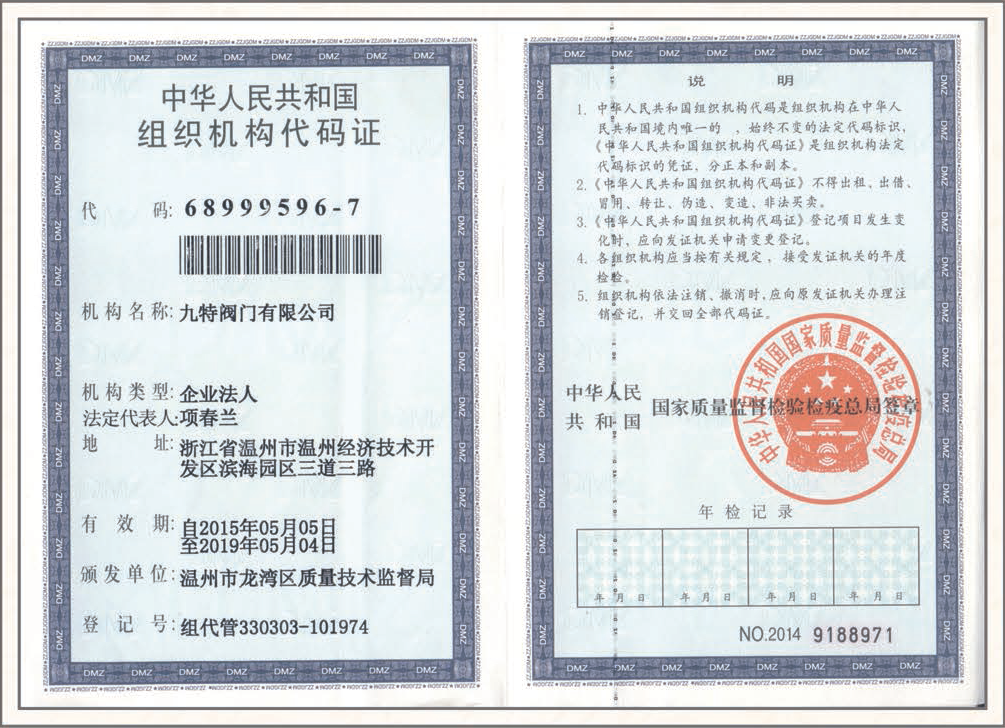 中华人民共和国
组织机构代码证
代 码: 68999596-7
机构名称: 九特阀门有限公司
机构类型: 企业法人
法定代表人: 项春兰
地 址: 浙江省温州市温州经济技术开
发区滨海园区三道三路
有 效 期: 自2015年05月05日
至2019年05月04日
颁发单位: 温州市龙湾区质量技术监督局
登 记 号: 组代管330303-101974
说 明
1. 中华人民共和国组织机构代码是组织机构在中华人
民共和国境内唯一的 、始终不变的法定代码标识,
《中华人民共和国组织机构代码证》是组织机构法定
代码标识的凭证,分正本和副本。
2.《中华人民共和国组织机构代码证》不得出租、出借、
冒用、转让、伪造、变造、非法买卖。
3.《中华人民共和国组织机构代码证》登记项目发生变
化时,应向发证机关申请变更登记。
4. 各组织机构应当按有关规定 ,接受发证机关的年度
检验。
5. 组织机构依法注销、撤消时,应向原发证机关办理注
销登记,并交回全部代码证。
中华人民
共和国 国家质量监督检验检疫总局签章
中华人民共和国国家质量监督检验检疫总局
年检记录
年 月 日 年 月 日 年 月 日 年 月 日
NO.2014 9188971